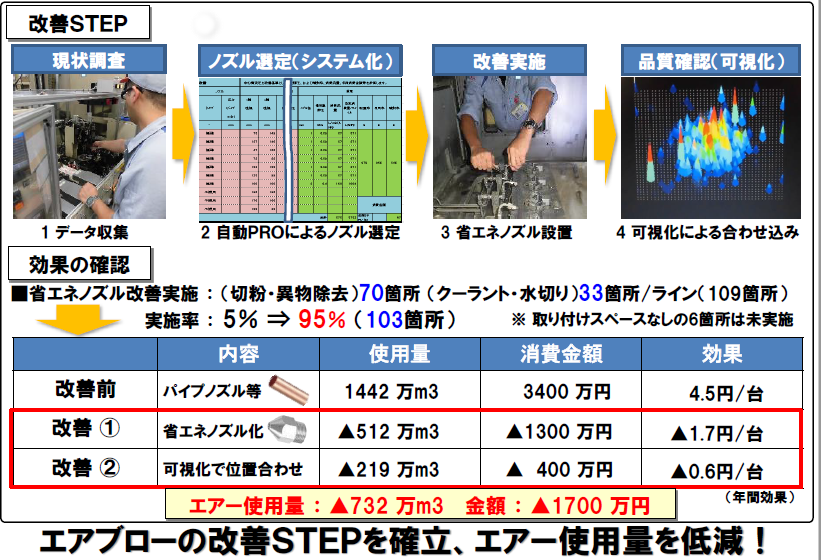 改善STEP
現状調査
ノズル選定(システム化)
改善実施
品質確認(可視化)
1 データ収集
2 自動PROによるノズル選定
3 省エネノズル設置
4 可視化による合わせ込み
効果の確認
■省エネノズル改善実施 : (切粉・異物除去)70箇所 (クーラント・水切り)33箇所/ライン(109箇所)
実施率 : 5% ⇒ 95% (103箇所)
※ 取り付けスペースなしの6箇所は未実施
内容 使用量 消費金額 効果
改善前 パイプノズル等 1442 万m3 3400 万円 4.5円/台
改善 ① 省エネノズル化 ▲512 万m3 ▲1300 万円 ▲1.7円/台
改善 ② 可視化で位置合わせ ▲219 万m3 ▲ 400 万円 ▲0.6円/台
(年間効果)
エアー使用量 : ▲732 万m3 金額 : ▲1700 万円
エアブローの改善STEPを確立、エアー使用量を低減!